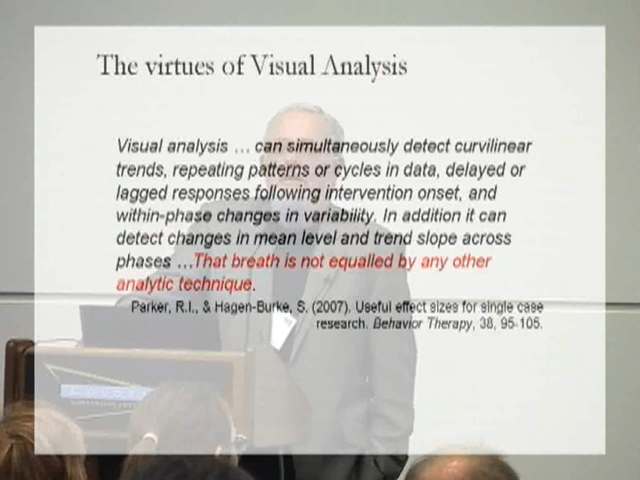 The virtues of Visual Analysis
Visual analysis … can simultaneously detect curvilinear
trends, repeating patterns or cycles in data, delayed or
lagged responses following intervention onset, and
within-phase changes in variability. In addition it can
detect changes in mean level and trend slope across
phases …That breath is not equalled by any other
analytic technique.
Parker, R.I., & Hagen-Burke, S. (2007). Useful effect sizes for single case
research. Behavior Therapy, 38, 95-105.